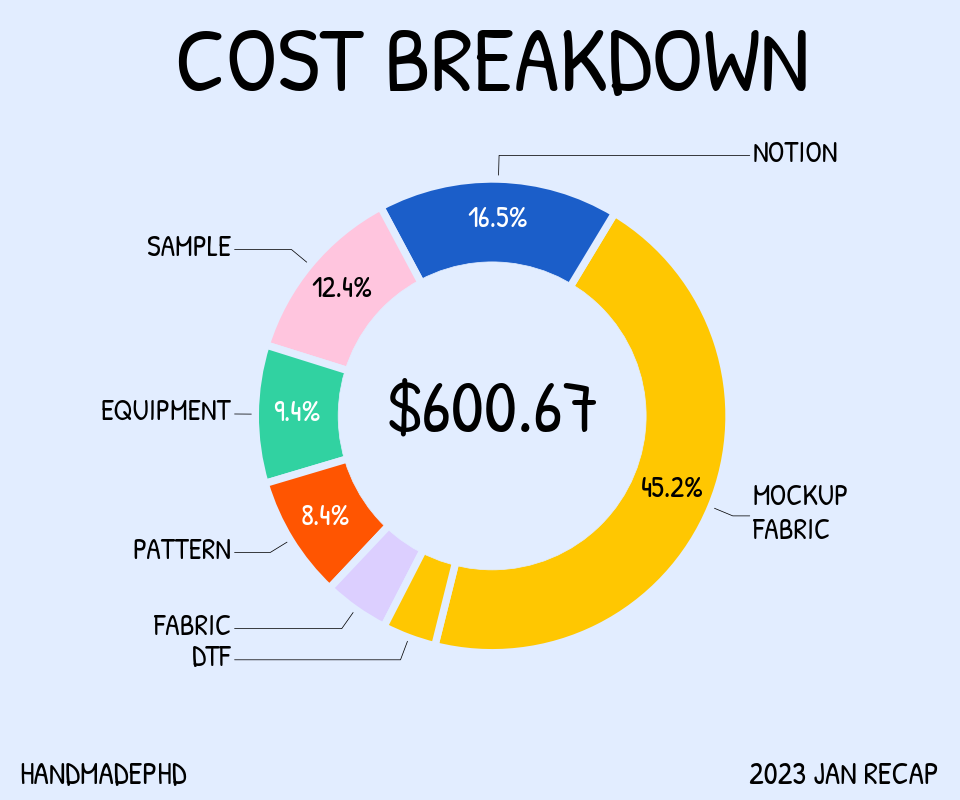 COST BREAKDOWN
NOTION
16.5%
SAMPLE
12.4%
EQUIPMENT
9.4%
$600.67
45.2%
MOCKUP
FABRIC
8.4%
PATTERN
FABRIC
DTF
HANDMADEPHD
2023 JAN RECAP